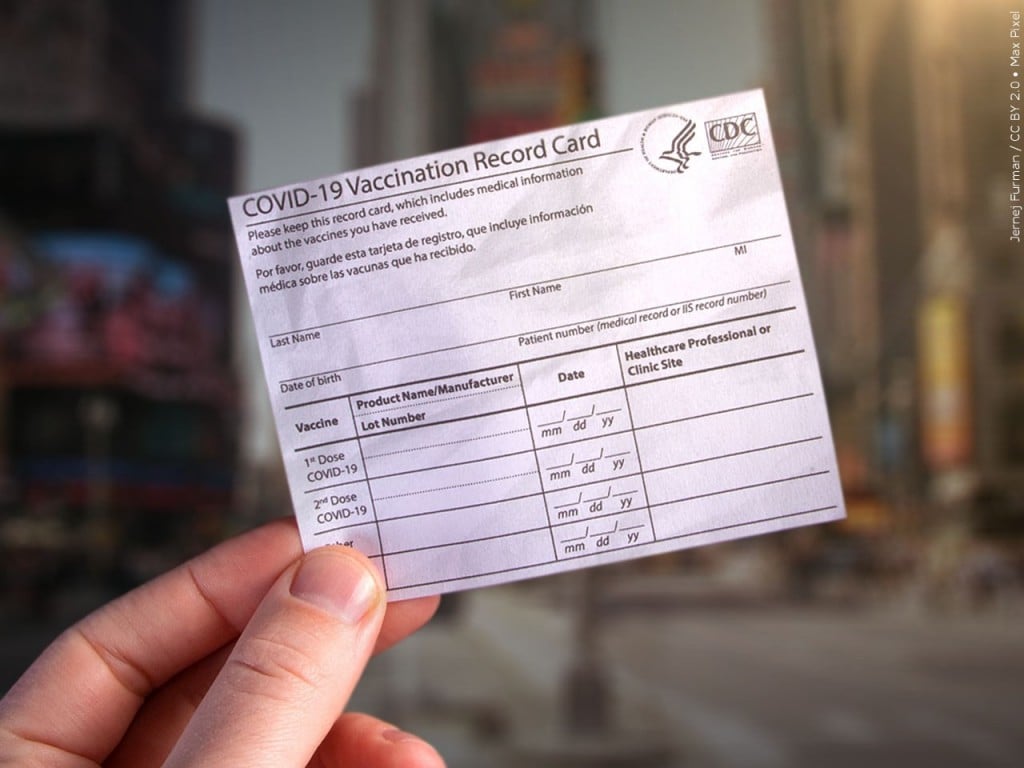 COVID-19 Vaccination Record Card
CDC
Please keep this record card, which includes medical information
about the vaccines you have received.
Por favor, guarde esta tarjeta de registro, que incluye información
médica sobre las vacunas que ha recibido.
Last Name First Name MI
Date of birth Patient number (medical record or IIS record number)
Vaccine
Product Name/Manufacturer
Lot Number
Date
Healthcare Professional or
Clinic Site
1st Dose
COVID-19
mm / dd / yy
2nd Dose
COVID-19
mm / dd / yy
mm / dd / yy
mm / dd / yy
Jernej Furman / CC BY 2.0 • Max Pixel